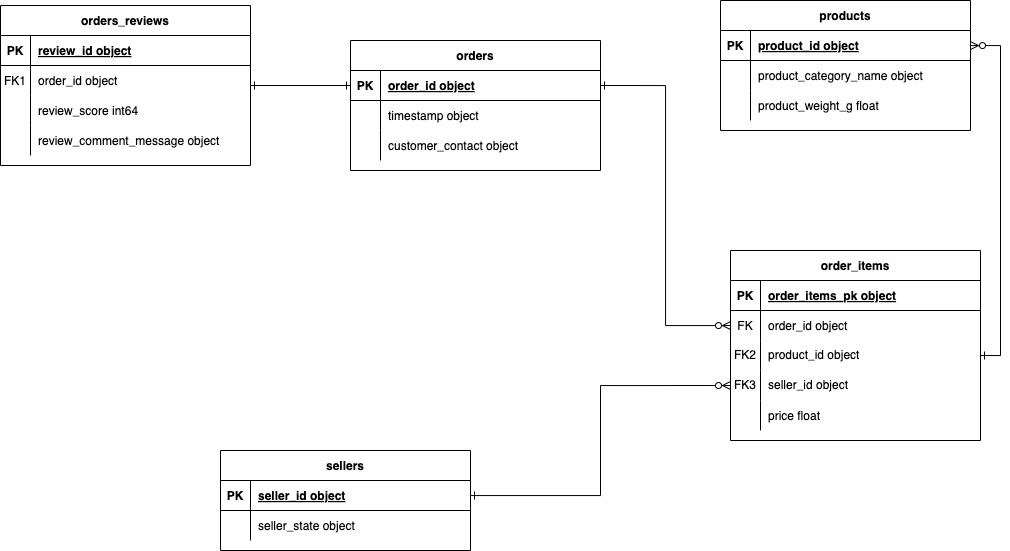 orders_reviews
PK review_id object
FK1 order_id object
review_score int64
review_comment_message object
orders
PK order_id object
timestamp object
customer_contact object
products
PK product_id object
product_category_name object
product_weight_g float
order_items
PK order_items_pk object
FK order_id object
FK2 product_id object
FK3 seller_id object
price float
sellers
PK seller_id object
seller_state object